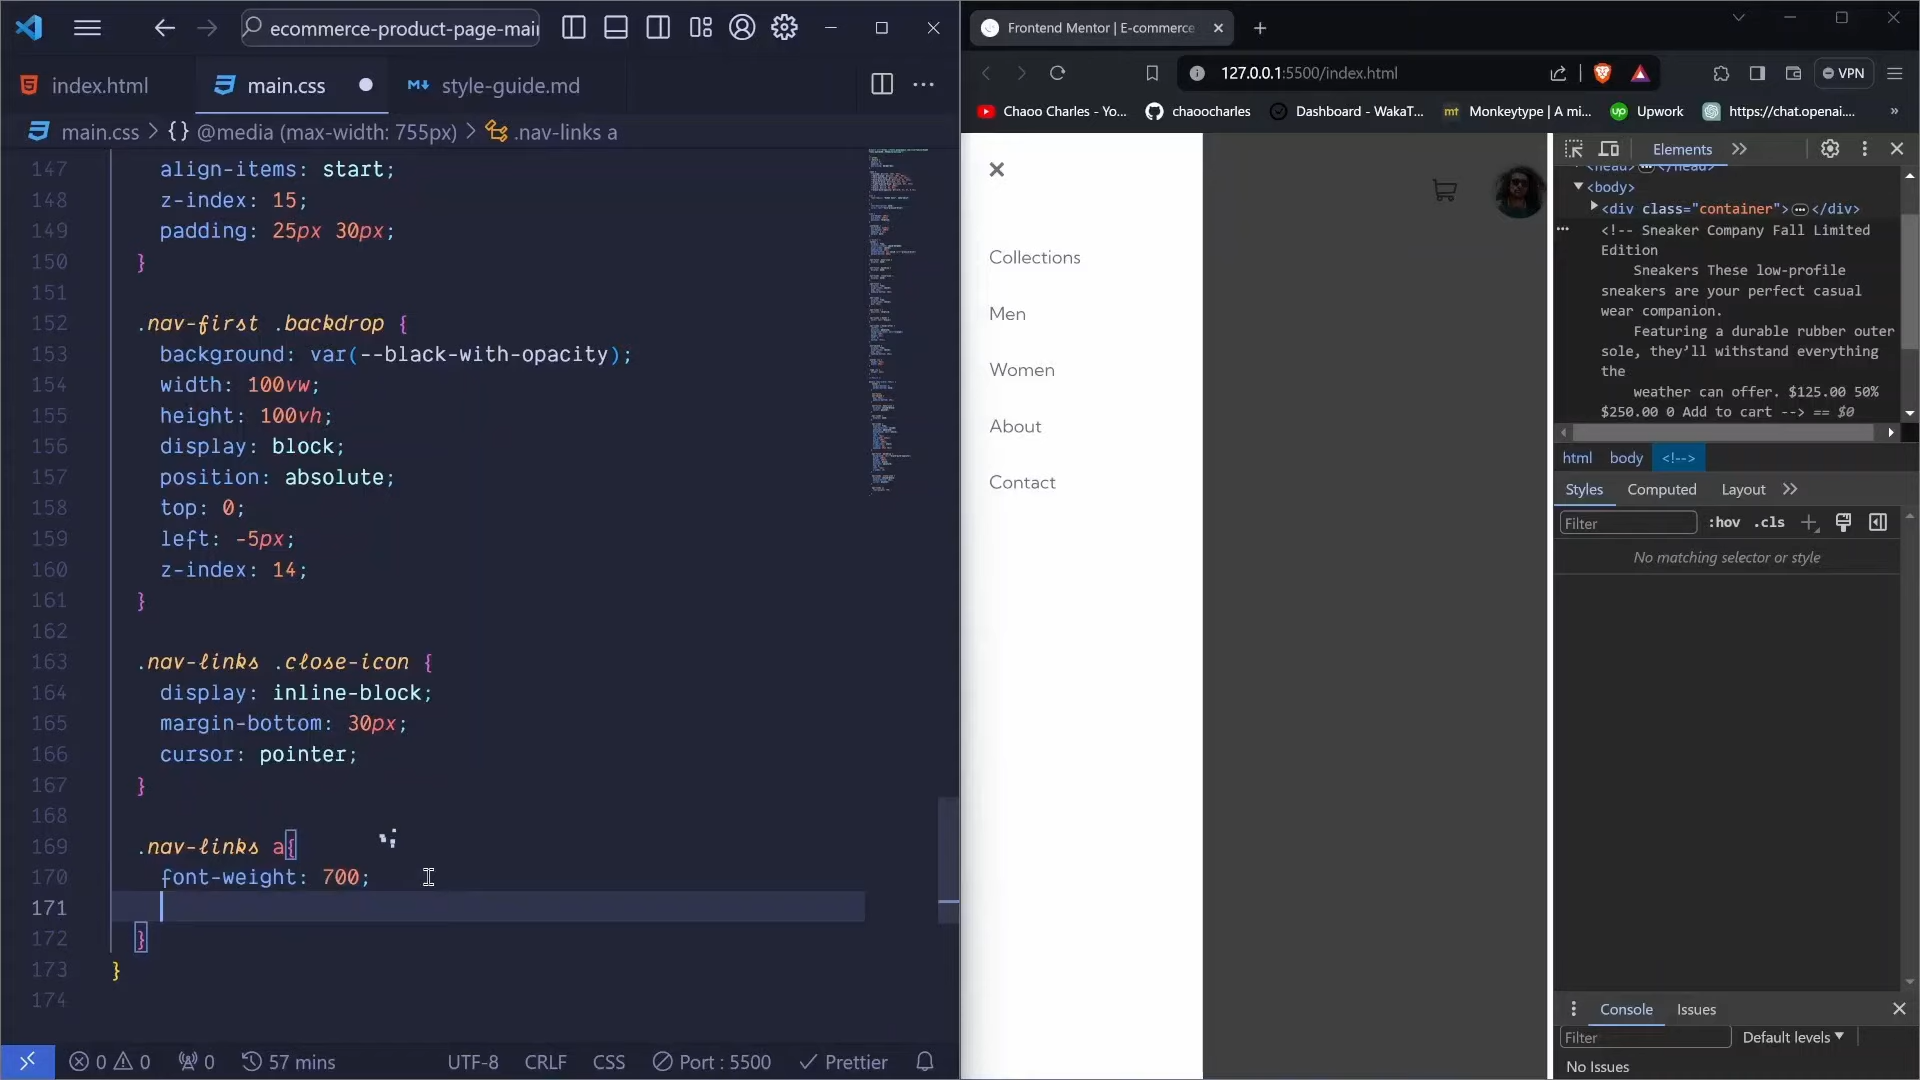 ecommerce-product-page-mai
index.html
main.css
style-guide.md
main.css > {} @media (max-width: 755px) > .nav-links a
147 align-items: start;
148 z-index: 15;
149 padding: 25px 30px;
150 }
151
152 .nav-first .backdrop {
153 background: var(--black-with-opacity);
154 width: 100vw;
155 height: 100vh;
156 display: block;
157 position: absolute;
158 top: 0;
159 left: -5px;
160 z-index: 14;
161 }
162
163 .nav-links .close-icon {
164 display: inline-block;
165 margin-bottom: 30px;
166 cursor: pointer;
167 }
168
169 .nav-links a{
170 font-weight: 700;
171
172 }
173 }
174
0 0 0 57 mins UTF-8 CRLF CSS Port : 5500 Prettier
Frontend Mentor | E-commerce
127.0.0.1:5500/index.html
VPN
Chaoo Charles - Yo...
chaoocharles
Dashboard - WakaT...
mt Monkeytype | A mi...
up Upwork
https://chat.openai....
Collections
Men
Women
About
Contact
Elements
<head> </head>
<body>
<div class="container"> </div>
<!-- Sneaker Company Fall Limited
Edition
Sneakers These low-profile
sneakers are your perfect casual
wear companion.
Featuring a durable rubber outer
sole, they’ll withstand everything
the
weather can offer. $125.00 50%
$250.00 0 Add to cart --> == $0
html body <!-->
Styles Computed Layout
Filter :hov .cls
No matching selector or style
Console Issues
Filter Default levels
No Issues